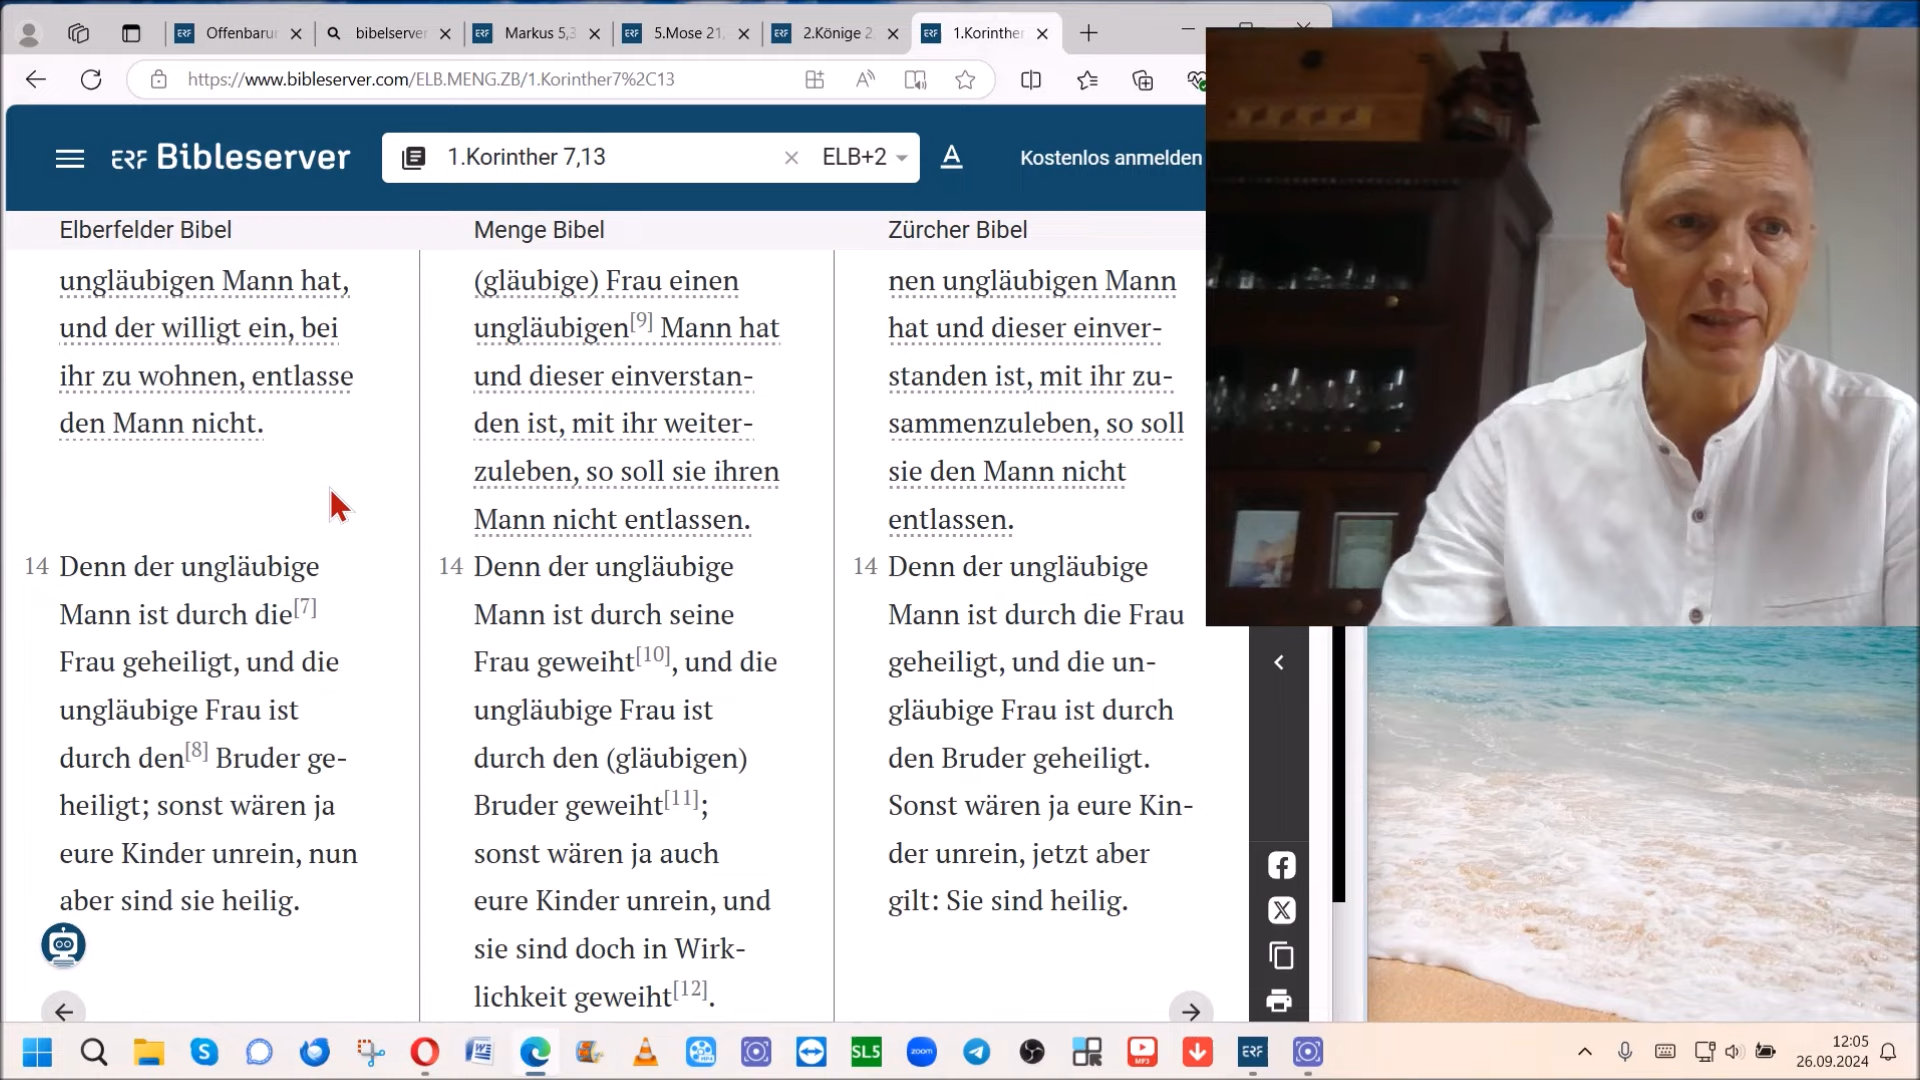 Offenbaru
bibelserver
Markus 5,3
5.Mose 21,
2.Könige 2
1.Korinther
https://www.bibleserver.com/ELB.MENG.ZB/1.Korinther7%2C13
ERF Bibleserver
1.Korinther 7,13
ELB+2
Kostenlos anmelden
Elberfelder Bibel
ungläubigen Mann hat,
und der willigt ein, bei
ihr zu wohnen, entlasse
den Mann nicht.
14 Denn der ungläubige
Mann ist durch die[7]
Frau geheiligt, und die
ungläubige Frau ist
durch den[8] Bruder ge-
heiligt; sonst wären ja
eure Kinder unrein, nun
aber sind sie heilig.
Menge Bibel
(gläubige) Frau einen
ungläubigen[9] Mann hat
und dieser einverstan-
den ist, mit ihr weiter-
zuleben, so soll sie ihren
Mann nicht entlassen.
14 Denn der ungläubige
Mann ist durch seine
Frau geweiht[10], und die
ungläubige Frau ist
durch den (gläubigen)
Bruder geweiht[11];
sonst wären ja auch
eure Kinder unrein, und
sie sind doch in Wirk-
lichkeit geweiht[12].
Zürcher Bibel
nen ungläubigen Mann
hat und dieser einver-
standen ist, mit ihr zu-
sammenzuleben, so soll
sie den Mann nicht
entlassen.
14 Denn der ungläubige
Mann ist durch die Frau
geheiligt, und die un-
gläubige Frau ist durch
den Bruder geheiligt.
Sonst wären ja eure Kin-
der unrein, jetzt aber
gilt: Sie sind heilig.
SL5
zoom
MP3
ERF
12:05
26.09.2024